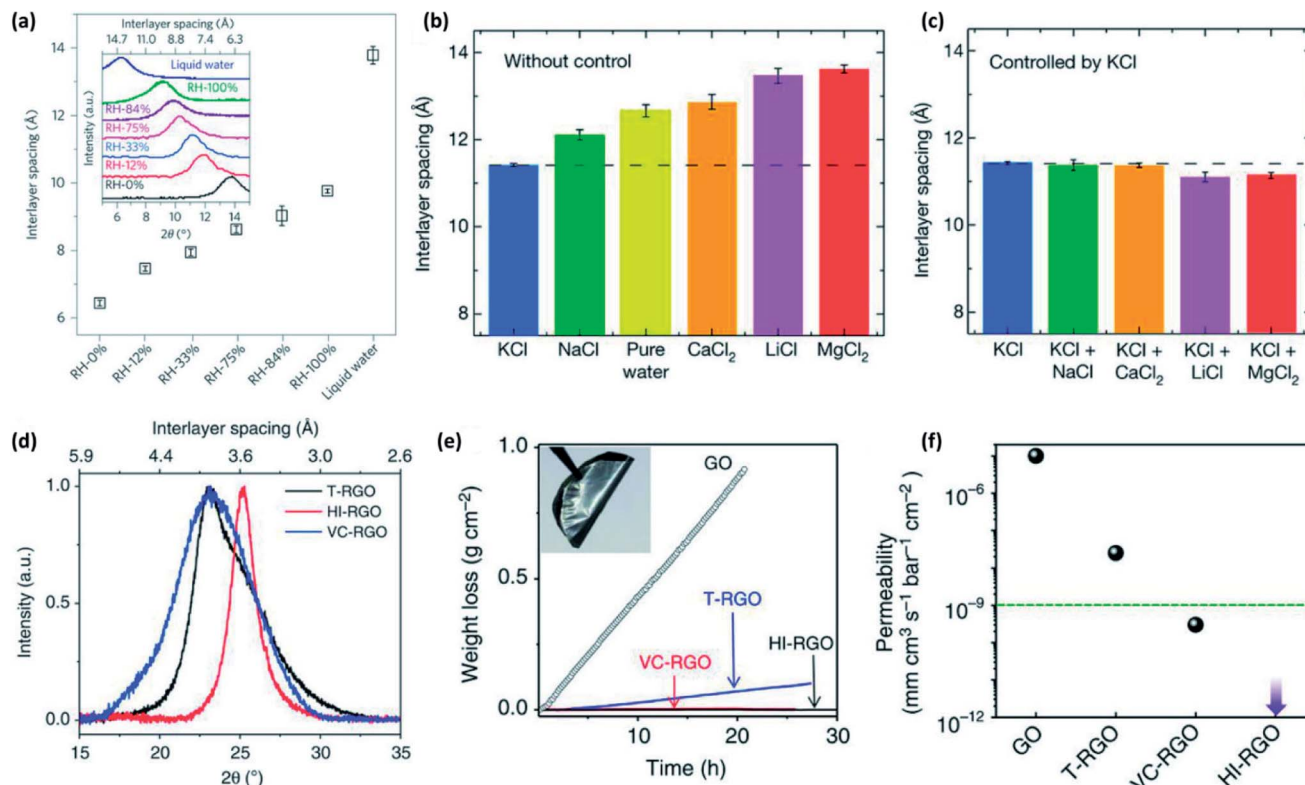 (a)
Interlayer spacing (Å)
14.7 11.0 8.8 7.4 6.3
14
12
10
8
6
Interlayer spacing (Å)
Intensity (a.u.)
Liquid water
RH-100%
RH-84%
RH-75%
RH-33%
RH-12%
RH-0%
6 8 10 12 14
2θ (°)
RH-0%
RH-12%
RH-33%
RH-75%
RH-84%
RH-100%
Liquid water
(b)
Without control
14
12
10
8
Interlayer spacing (Å)
KCl NaCl Pure CaCl₂ LiCl MgCl₂
water
(c)
Controlled by KCl
14
12
10
8
Interlayer spacing (Å)
KCl KCl + KCl + KCl + KCl +
NaCl CaCl₂ LiCl MgCl₂
(d)
Interlayer spacing (Å)
5.9 4.4 3.6 3.0 2.6
1.0
0.5
0.0
Intensity (a.u.)
T-RGO
HI-RGO
VC-RGO
15 20 25 30 35
2θ (°)
(e)
1.0
0.5
0.0
Weight loss (g cm⁻²)
GO
T-RGO
HI-RGO
VC-RGO
10 20 30
Time (h)
(f)
Permeability
(mm cm³ s⁻¹ bar⁻¹ cm⁻²)
10⁻⁶
10⁻⁹
10⁻¹²
GO
T-RGO
VC-RGO
HI-RGO